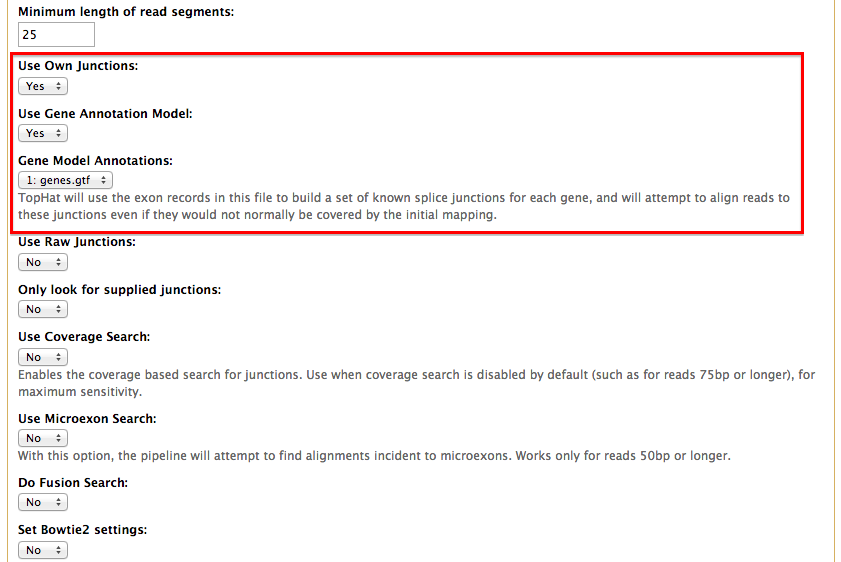 Minimum length of read segments:
25
Use Own Junctions:
Yes
Use Gene Annotation Model:
Yes
Gene Model Annotations:
1: genes.gtf
TopHat will use the exon records in this file to build a set of known splice junctions for each gene, and will attempt to align reads to
these junctions even if they would not normally be covered by the initial mapping.
Use Raw Junctions:
No
Only look for supplied junctions:
No
Use Coverage Search:
No
Enables the coverage based search for junctions. Use when coverage search is disabled by default (such as for reads 75bp or longer), for
maximum sensitivity.
Use Microexon Search:
No
With this option, the pipeline will attempt to find alignments incident to microexons. Works only for reads 50bp or longer.
Do Fusion Search:
No
Set Bowtie2 settings:
No